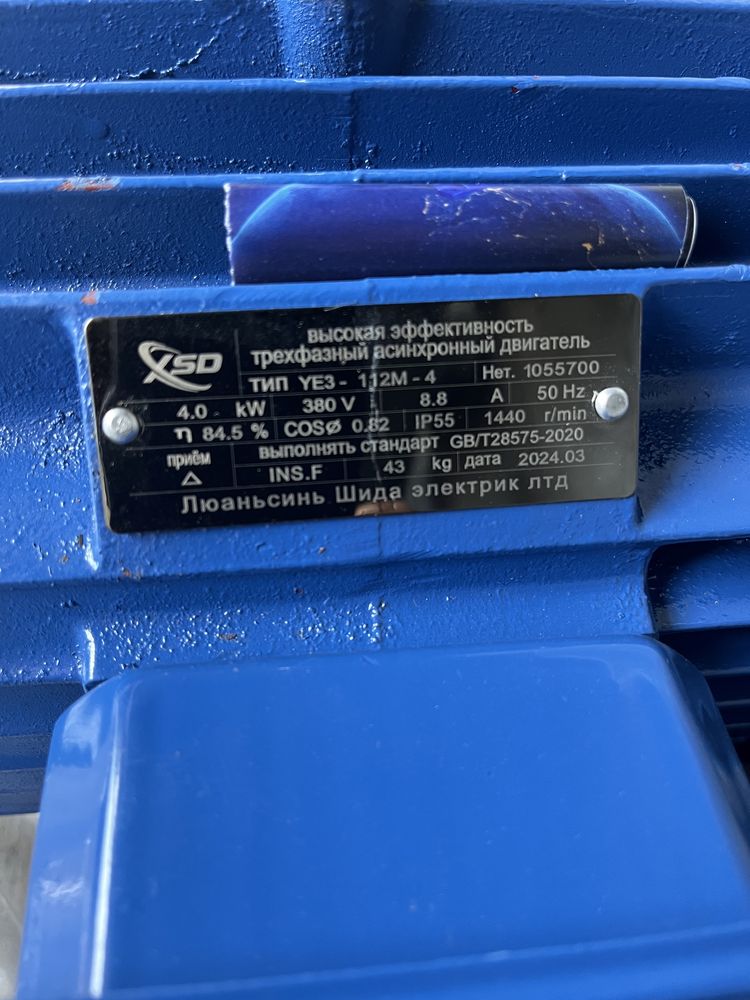 XSD
высокая эффективность
трехфазный асинхронный двигатель
тип YE3 - 112M - 4 Нет. 1055700
4.0 kW 380 V 8.8 A 50 Hz
η 84.5 % COSØ 0.82 IP55 1440 r/min
приём выполнять стандарт GB/T28575-2020
△ INS.F 43 kg дата 2024.03
Люаньсинь Шида электрик лтд